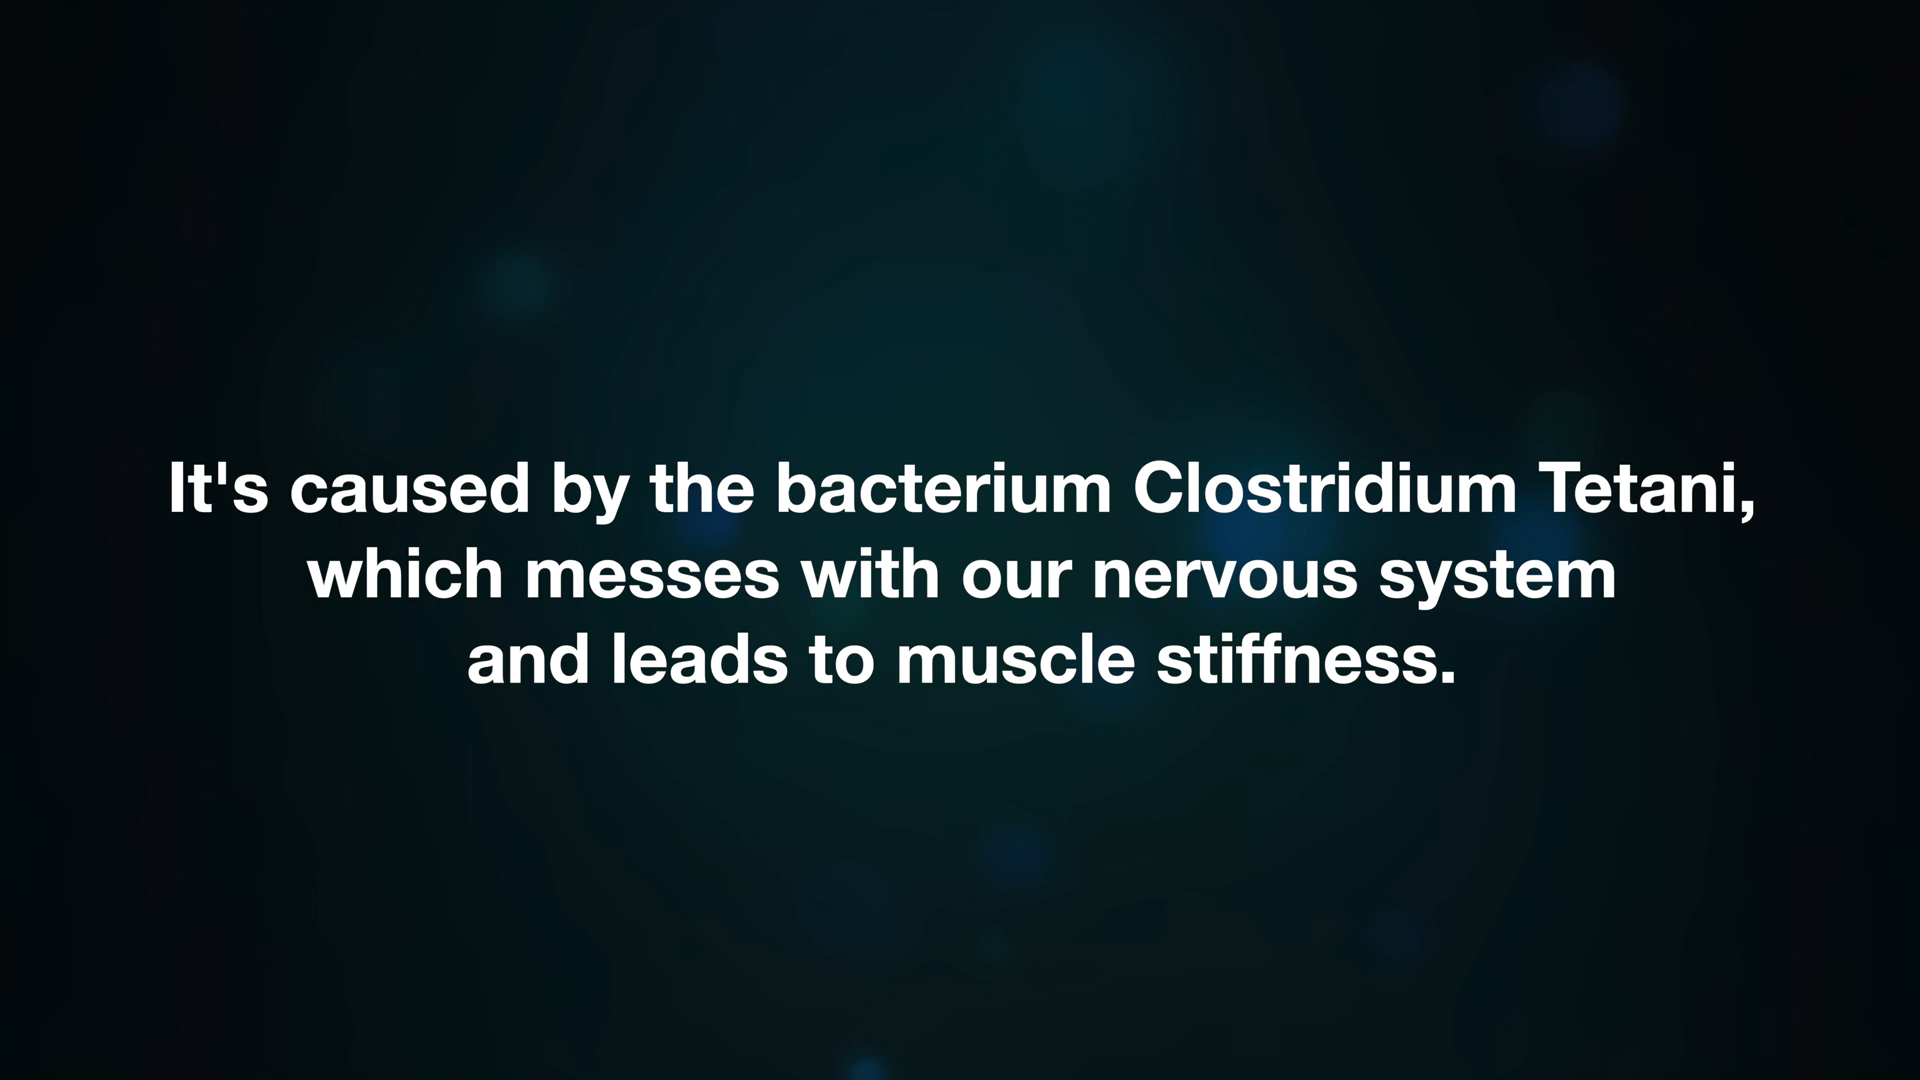 It's caused by the bacterium Clostridium Tetani,
which messes with our nervous system
and leads to muscle stiffness.